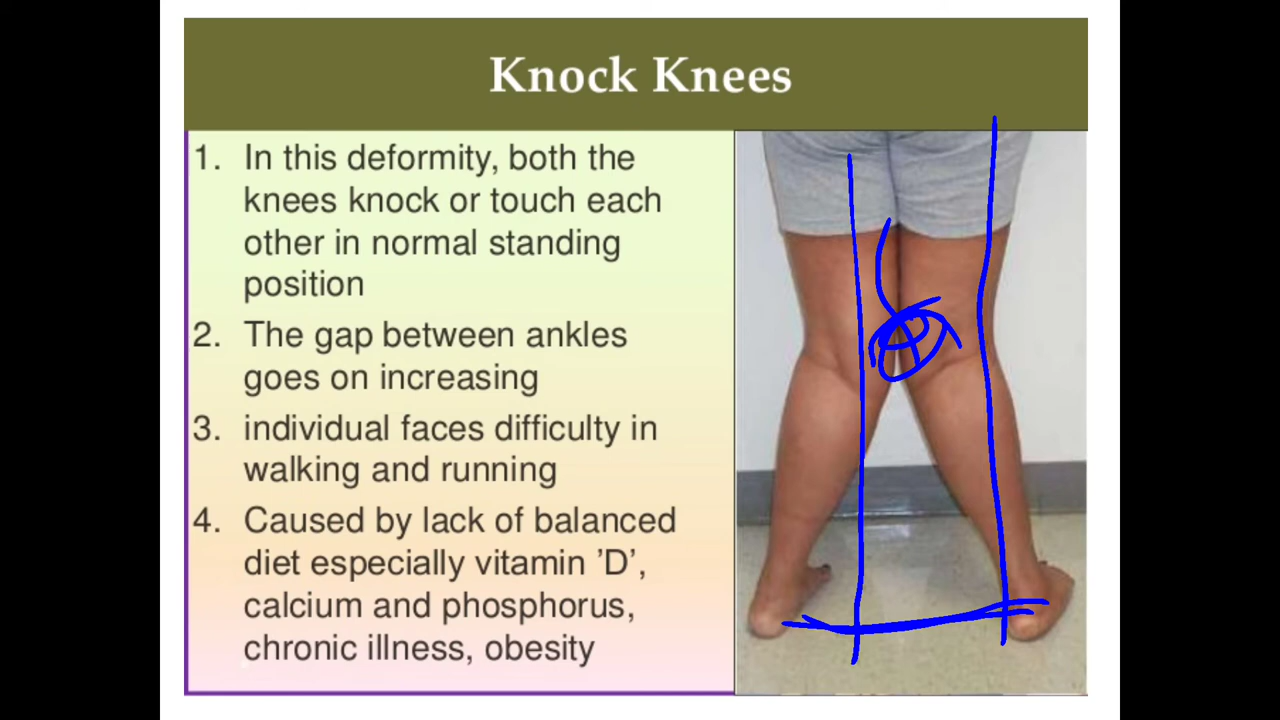 Knock Knees
1. In this deformity, both the
knees knock or touch each
other in normal standing
position
2. The gap between ankles
goes on increasing
3. individual faces difficulty in
walking and running
4. Caused by lack of balanced
diet especially vitamin ’D’,
calcium and phosphorus,
chronic illness, obesity